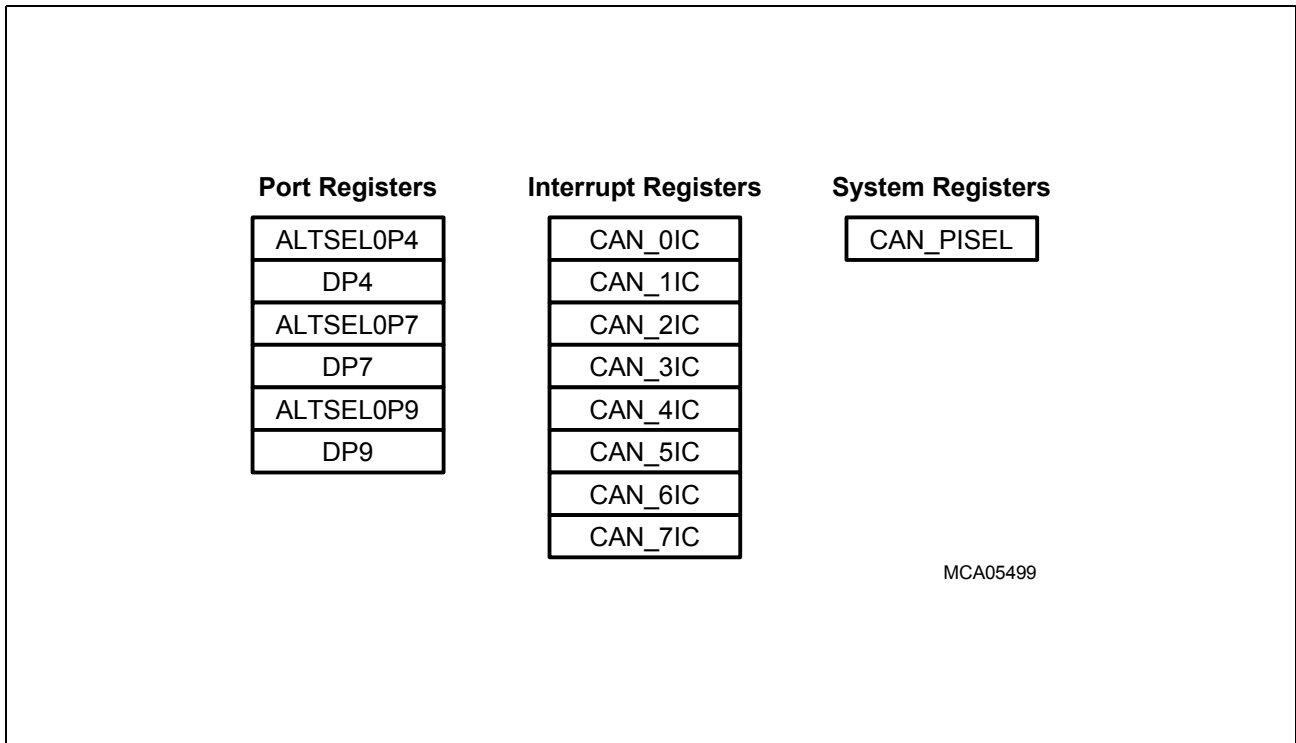 Port Registers
ALTSEL0P4
DP4
ALTSEL0P7
DP7
ALTSEL0P9
DP9
Interrupt Registers
CAN_0IC
CAN_1IC
CAN_2IC
CAN_3IC
CAN_4IC
CAN_5IC
CAN_6IC
CAN_7IC
System Registers
CAN_PISEL
MCA05499